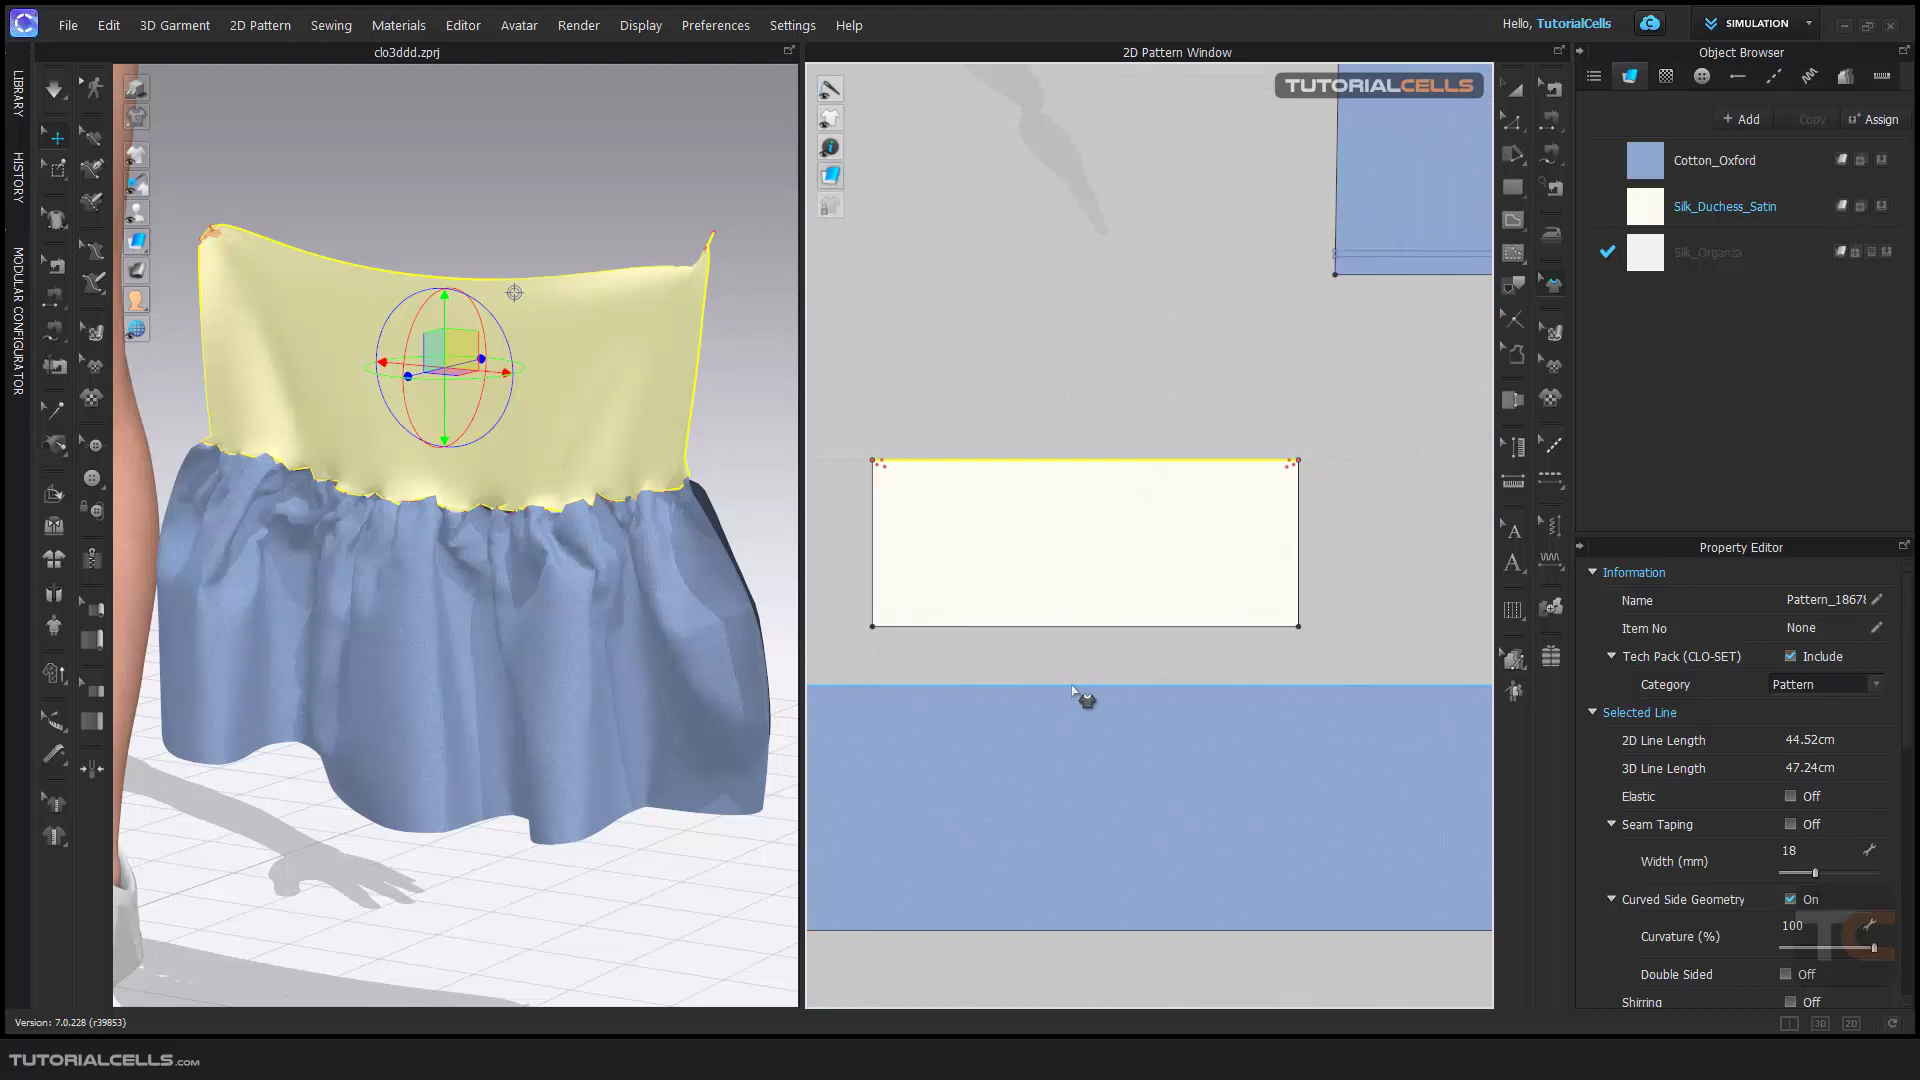 File Edit 3D Garment 2D Pattern Sewing Materials Editor Avatar Render Display Preferences Settings Help
Hello, TutorialCells
SIMULATION
clo3ddd.zprj
2D Pattern Window
Object Browser
LIBRARY
HISTORY
MODULAR CONFIGURATOR
TUTORIALCELLS
+ Add
Copy
Assign
Cotton_Oxford
Silk_Duchess_Satin
Silk_Organza
Property Editor
Information
Name Pattern_18678
Item No None
Tech Pack (CLO-SET) Include
Category Pattern
Selected Line
2D Line Length 44.52cm
3D Line Length 47.24cm
Elastic Off
Seam Taping Off
Width (mm) 18
Curved Side Geometry On
Curvature (%) 100
Double Sided Off
Shirring Off
TC
3D 2D
Version: 7.0.228 (r39853)
TUTORIALCELLS.com